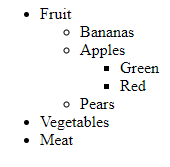 Fruit
Bananas
Apples
Green
Red
Pears
Vegetables
Meat